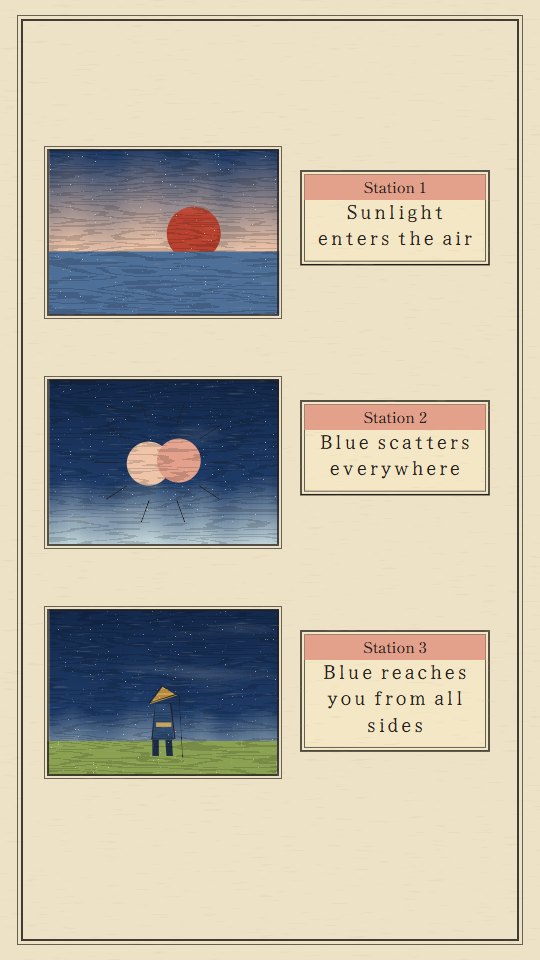 Station 1
Sunlight
enters the air
Station 2
Blue scatters
everywhere
Station 3
Blue reaches
you from all
sides